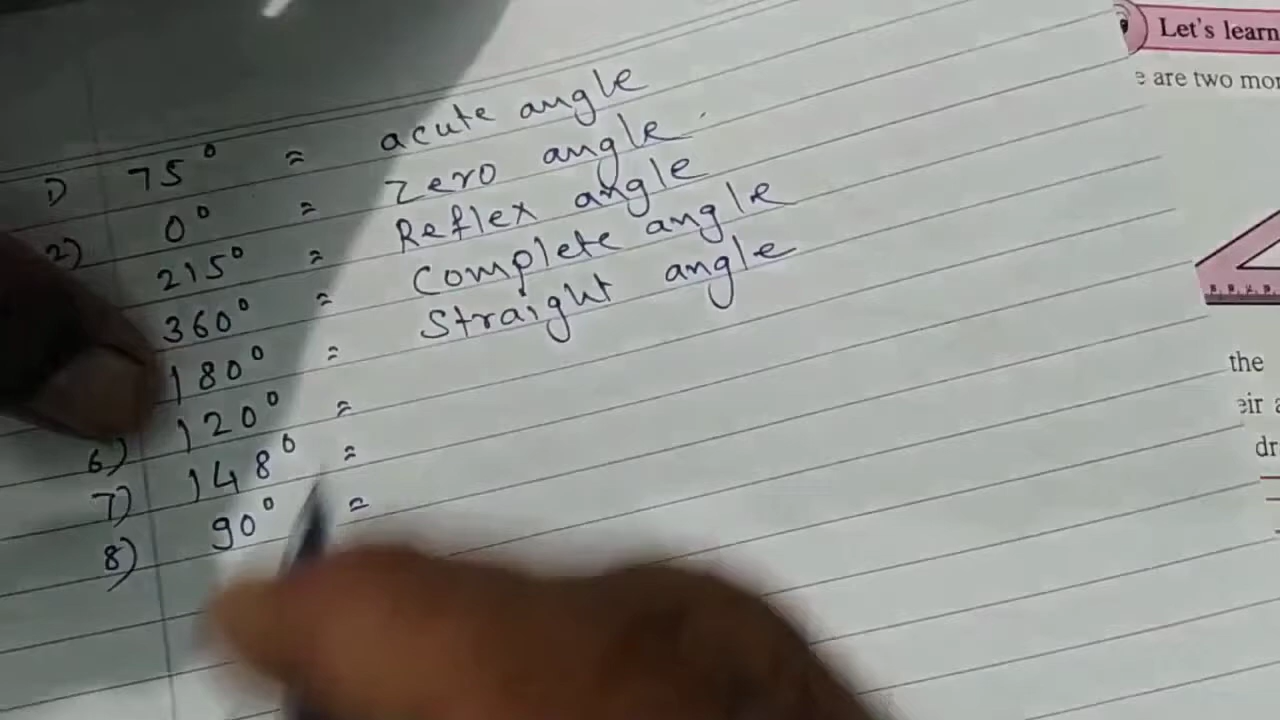 1) 75° = acute angle
2) 0° = Zero angle.
215° = Reflex angle
360° = Complete angle
180° = Straight angle
6) 120° =
7) 148° =
8) 90° =
Let's learn
e are two mor
the
eir a
dr